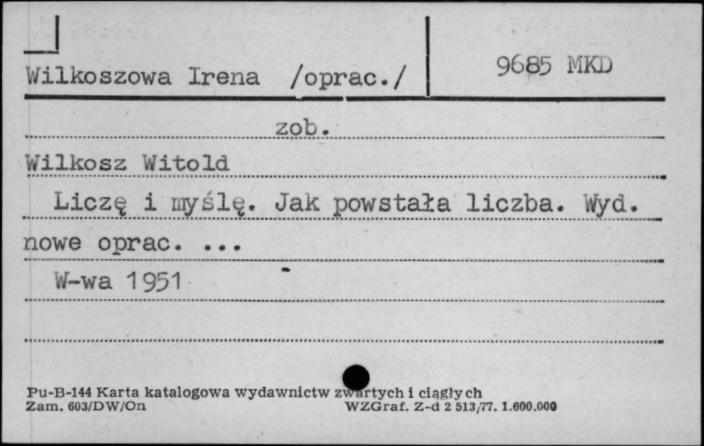 Wilkoszowa Irena /oprac./ 9685 MKD
zob.
Wilkosz Witold
Liczę i myślę. Jak powstała liczba. Wyd.
nowe oprac. ...
W-wa 1951
Pu-B-144 Karta katalogowa wydawnictw zwartych i ciągłych
Zam. 603/DW/On WZGraf. Z-d 2 513/77. 1.600.000